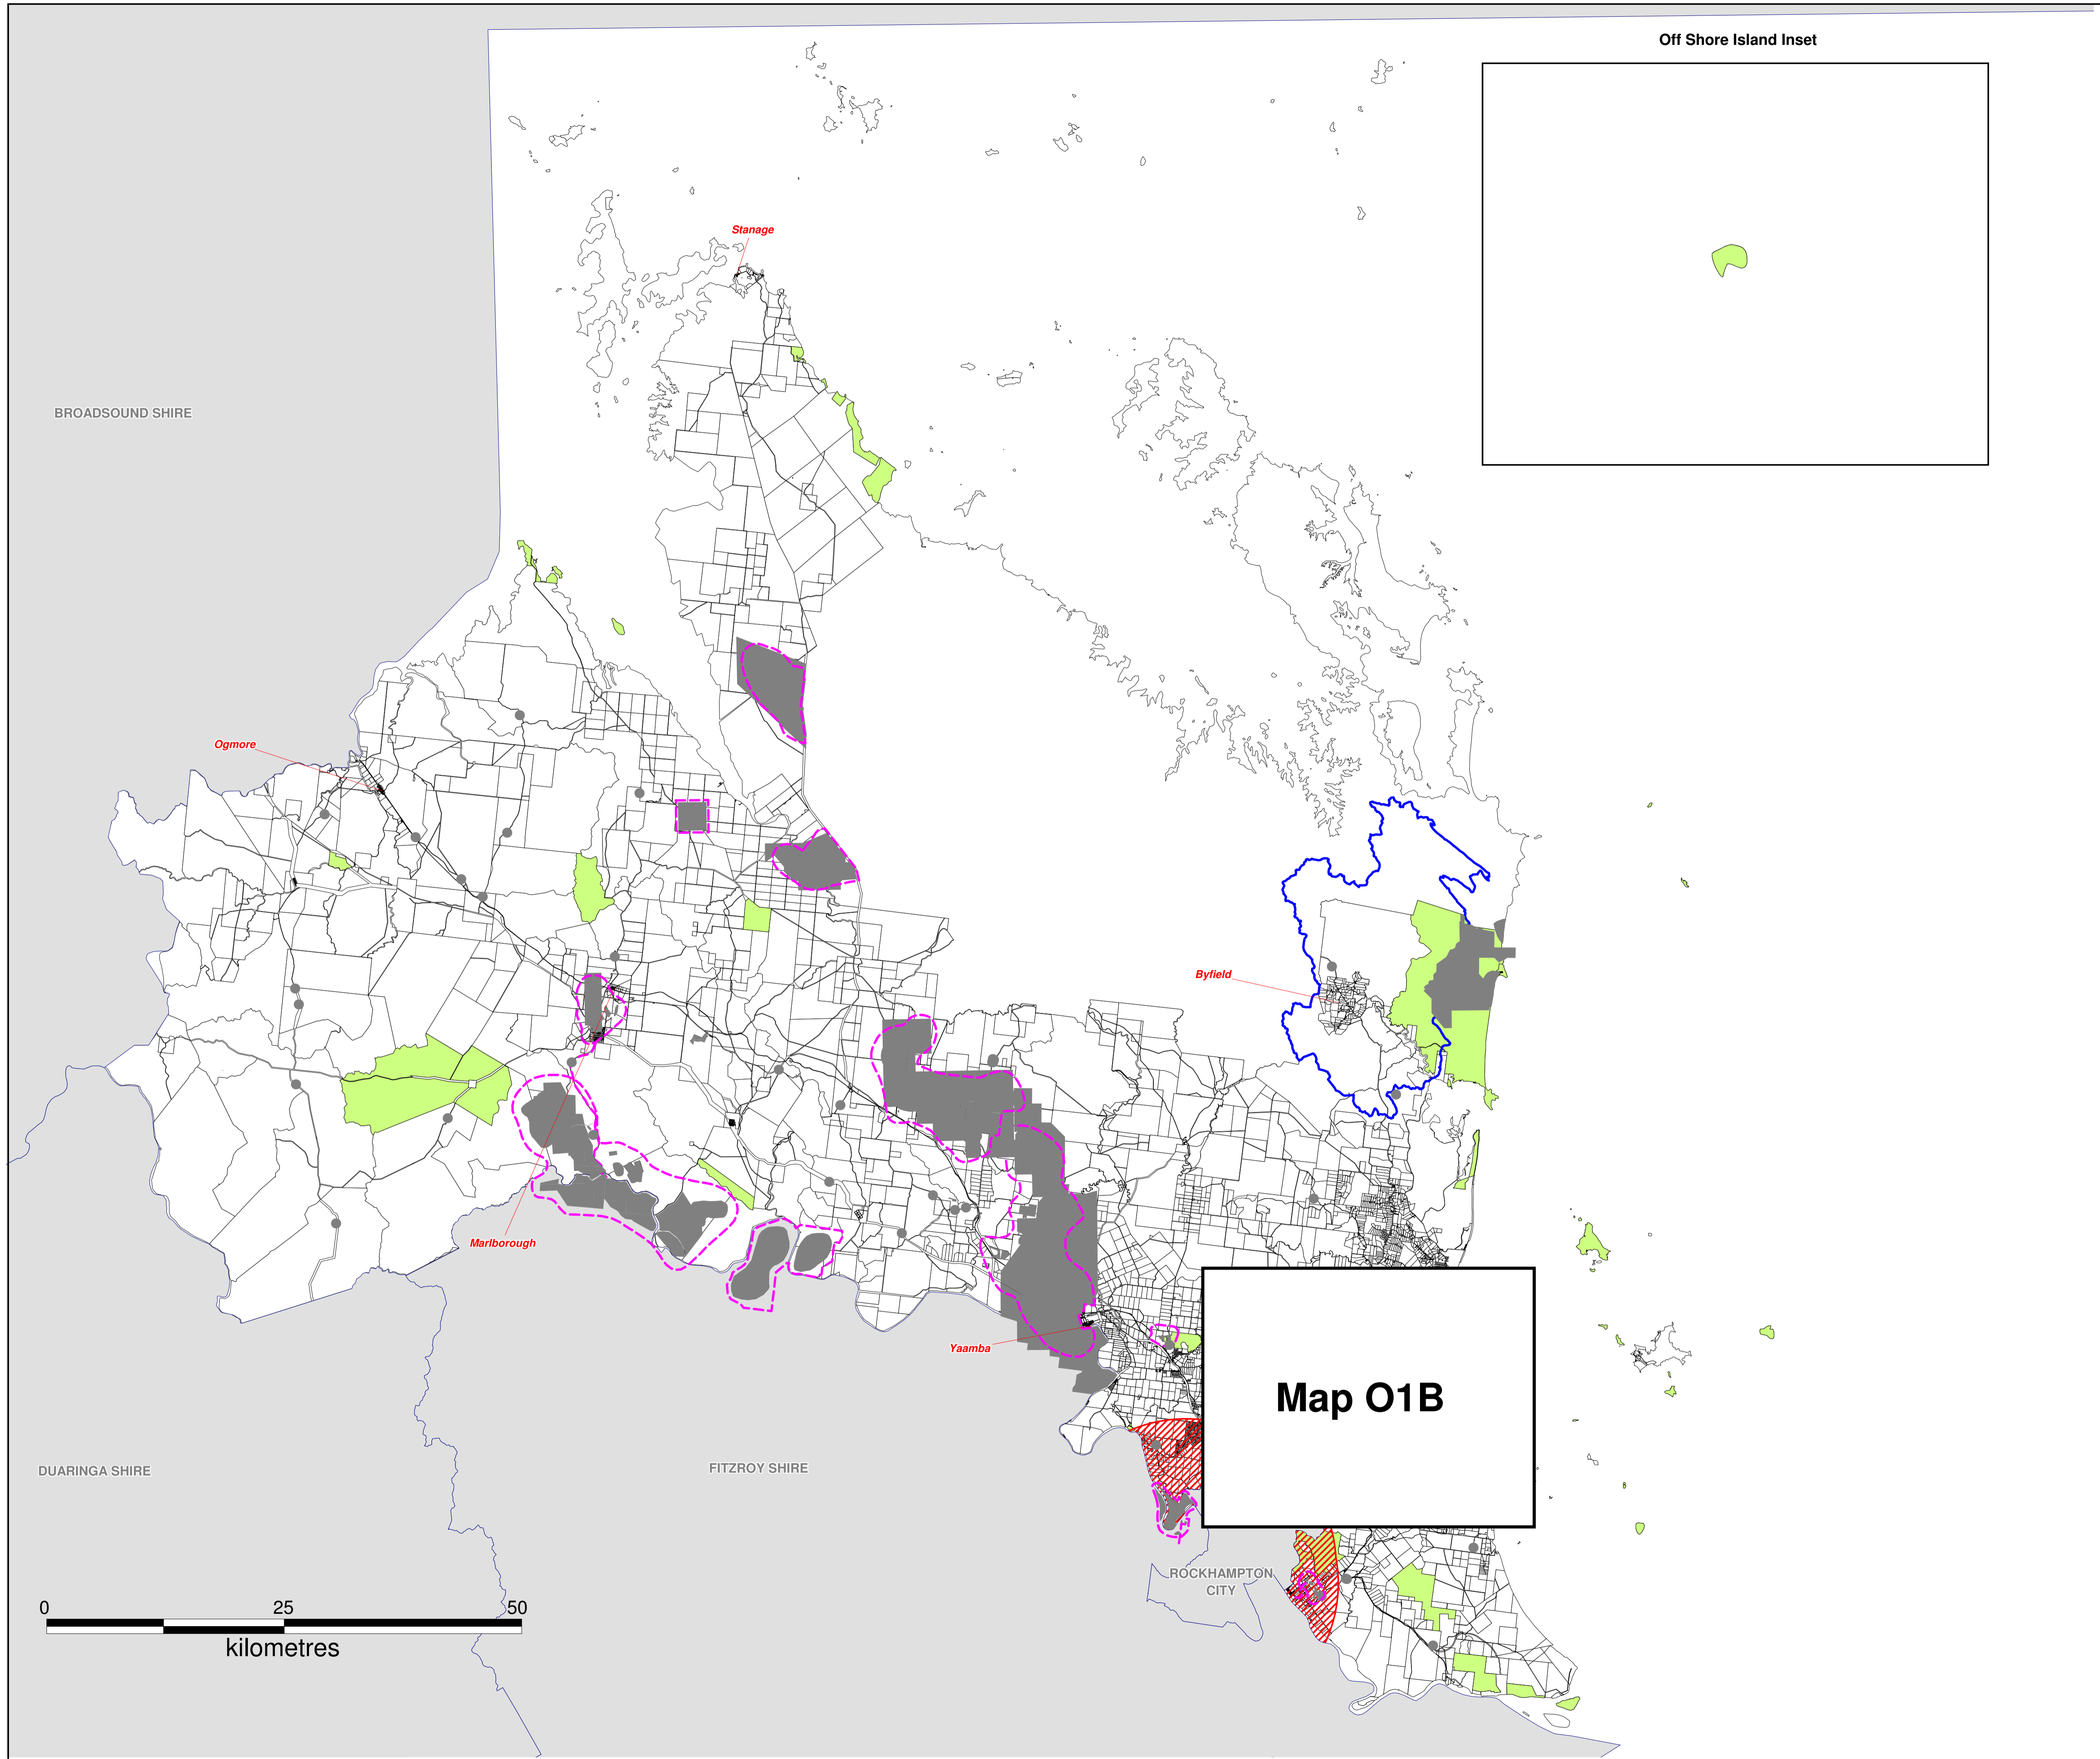 Off Shore Island Inset
Stanage
BROADSOUND SHIRE
Ogmore
Byfield
Marlborough
Yaamba
Map O1B
DUARINGA SHIRE
FITZROY SHIRE
ROCKHAMPTON
CITY
0 25 50
kilometres